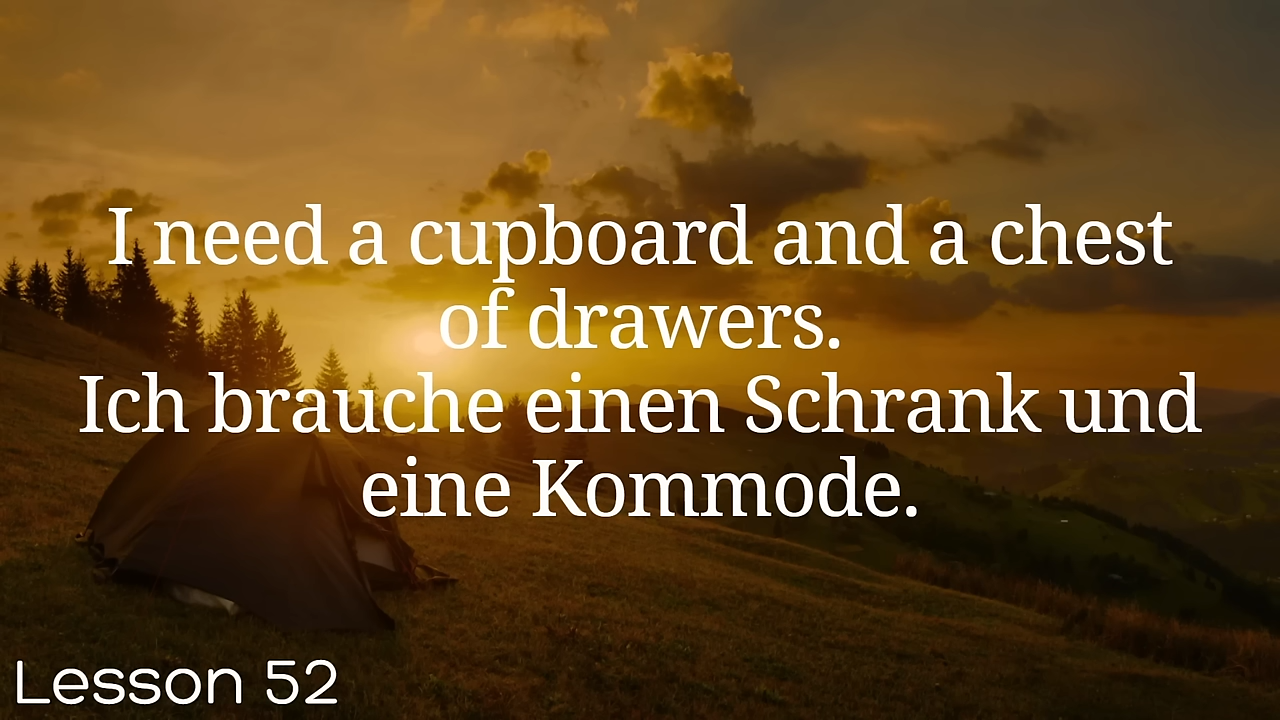 I need a cupboard and a chest
of drawers.
Ich brauche einen Schrank und
eine Kommode.
Lesson 52